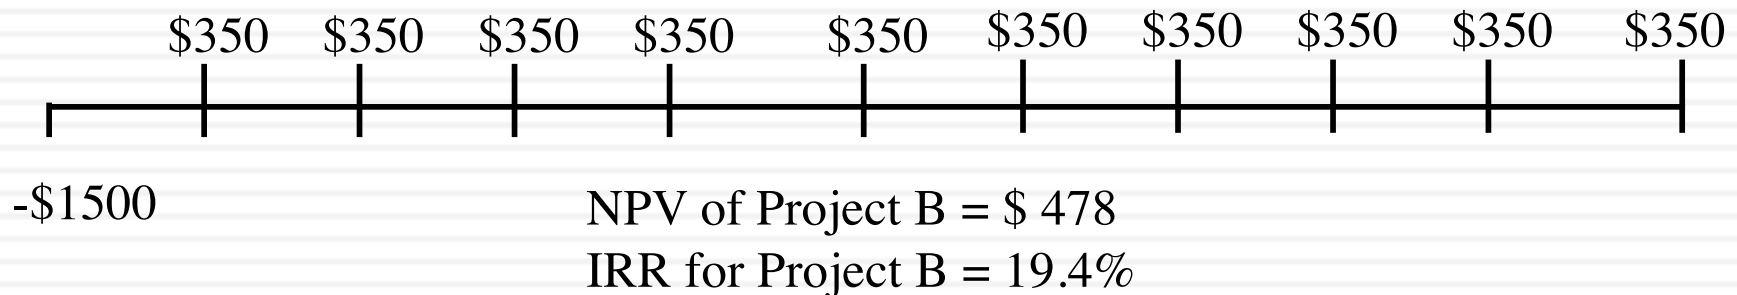 $350 $350 $350 $350 $350 $350 $350 $350 $350 $350
-$1500
NPV of Project B = $ 478
IRR for Project B = 19.4%